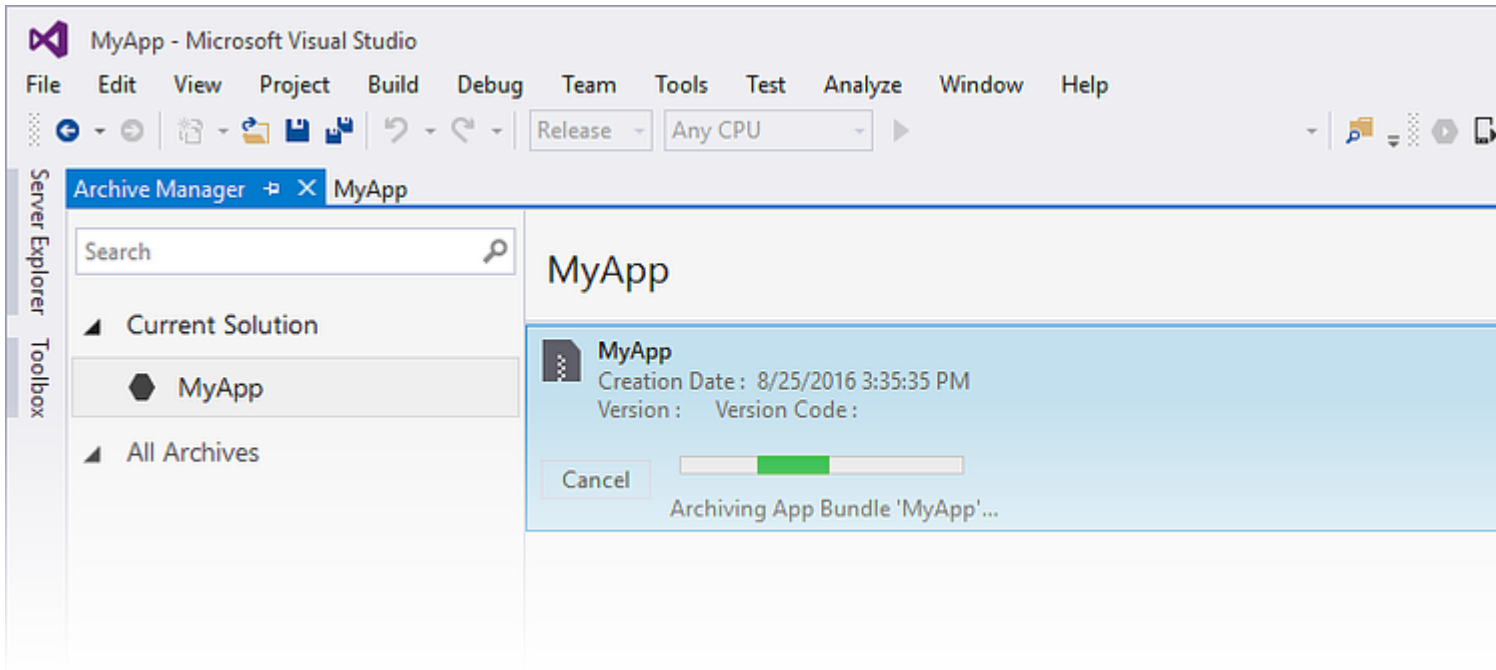 MyApp - Microsoft Visual Studio
File Edit View Project Build Debug Team Tools Test Analyze Window Help
Release Any CPU
Server Explorer
Toolbox
Archive Manager MyApp
Search
Current Solution
MyApp
All Archives
MyApp
MyApp
Creation Date : 8/25/2016 3:35:35 PM
Version : Version Code :
Cancel
Archiving App Bundle 'MyApp'...